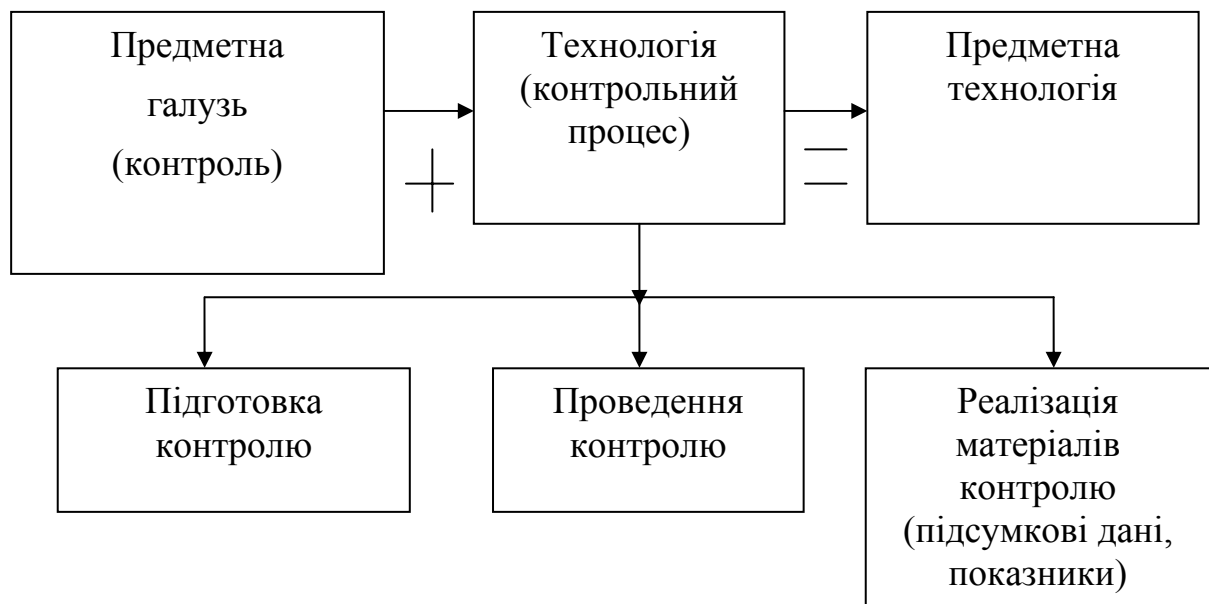 Предметна
галузь
(контроль)
Технологія
(контрольний
процес)
Предметна
технологія
+
=
Підготовка
контролю
Проведення
контролю
Реалізація
матеріалів
контролю
(підсумкові дані,
показники)